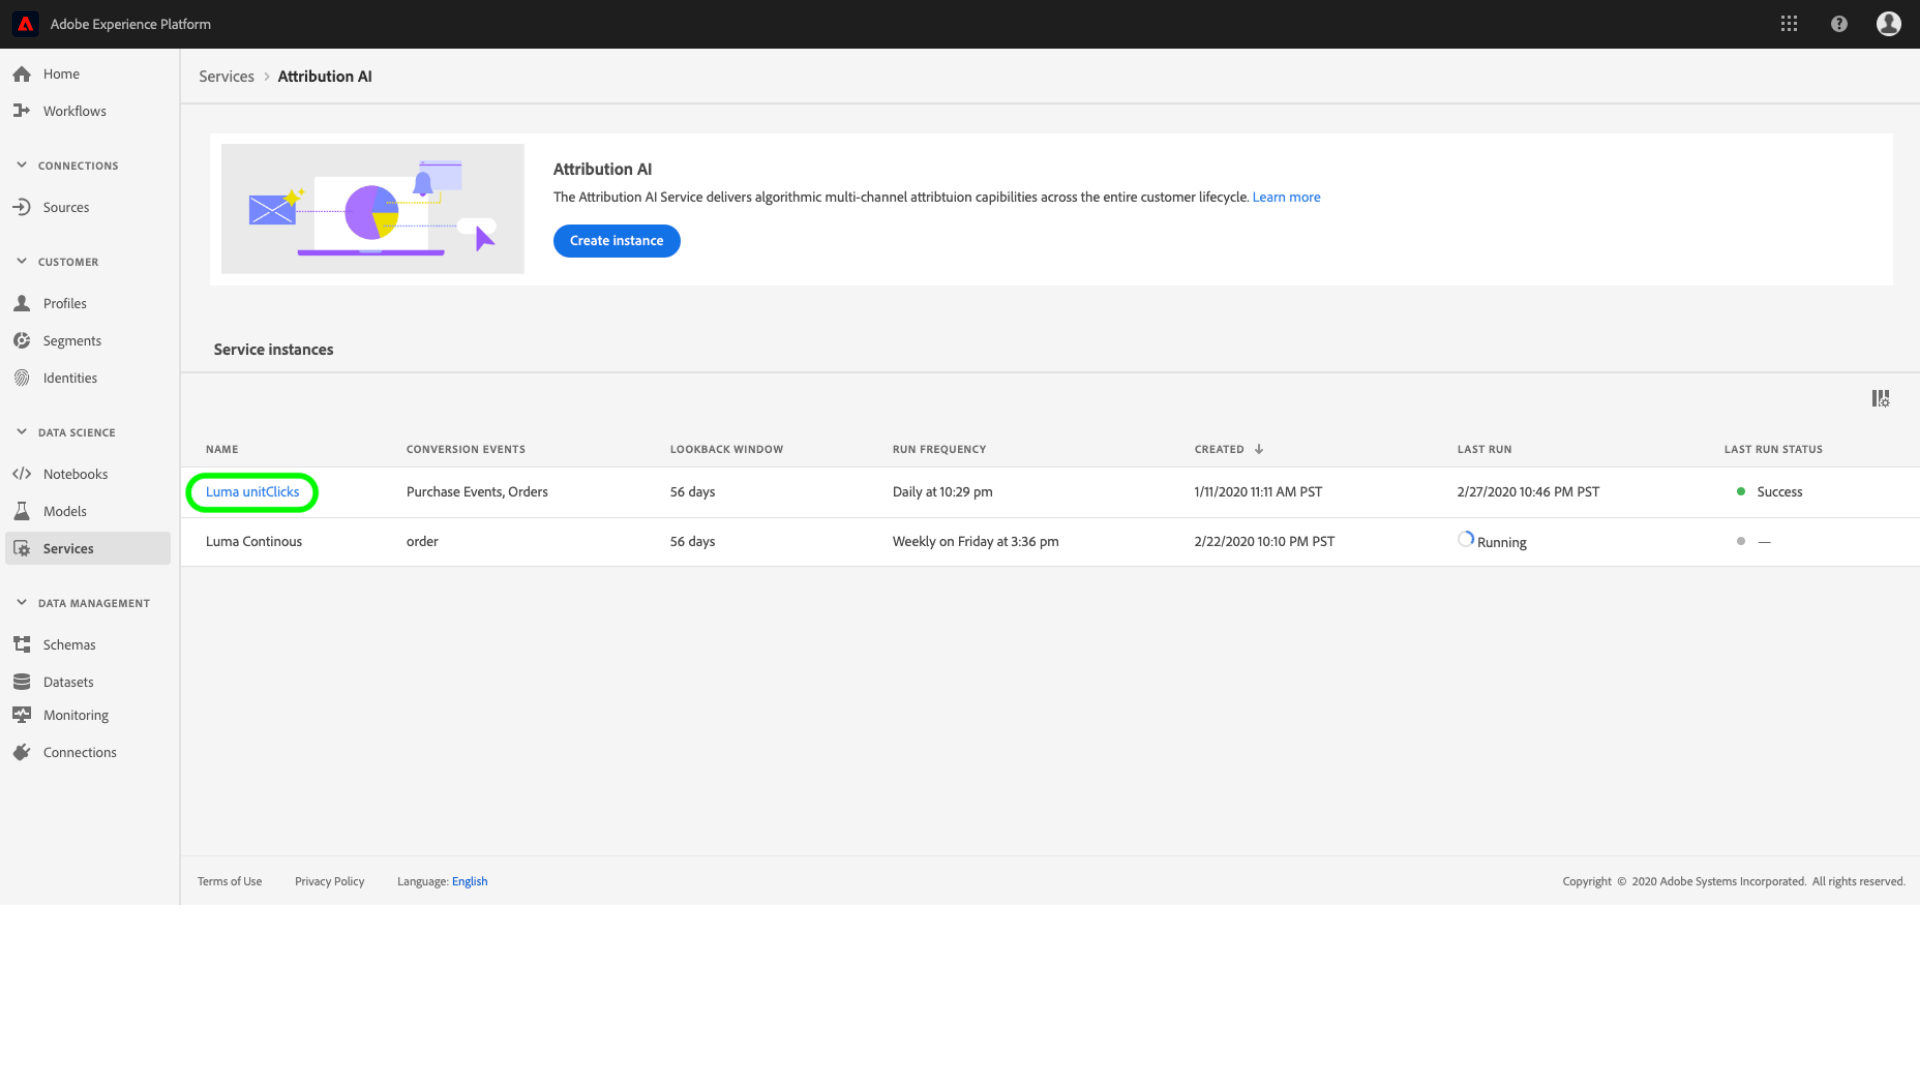 Adobe Experience Platform
Home
Workflows
CONNECTIONS
Sources
CUSTOMER
Profiles
Segments
Identities
DATA SCIENCE
Notebooks
Models
Services
DATA MANAGEMENT
Schemas
Datasets
Monitoring
Connections
Services > Attribution AI
Attribution AI
The Attribution AI Service delivers algorithmic multi-channel attribtuion capibilities across the entire customer lifecycle. Learn more
Create instance
Service instances
NAME CONVERSION EVENTS LOOKBACK WINDOW RUN FREQUENCY CREATED ↓ LAST RUN LAST RUN STATUS
Luma unitClicks Purchase Events, Orders 56 days Daily at 10:29 pm 1/11/2020 11:11 AM PST 2/27/2020 10:46 PM PST Success
Luma Continous order 56 days Weekly on Friday at 3:36 pm 2/22/2020 10:10 PM PST Running —
Terms of Use Privacy Policy Language: English Copyright © 2020 Adobe Systems Incorporated. All rights reserved.